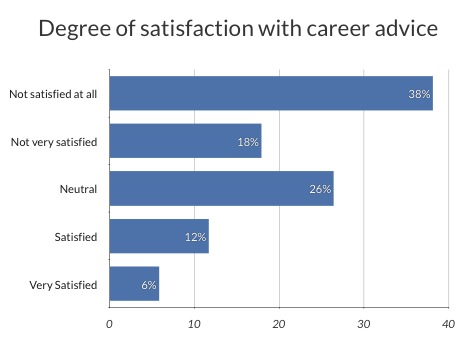 Degree of satisfaction with career advice
Not satisfied at all 38%
Not very satisfied 18%
Neutral 26%
Satisfied 12%
Very Satisfied 6%
0 10 20 30 40